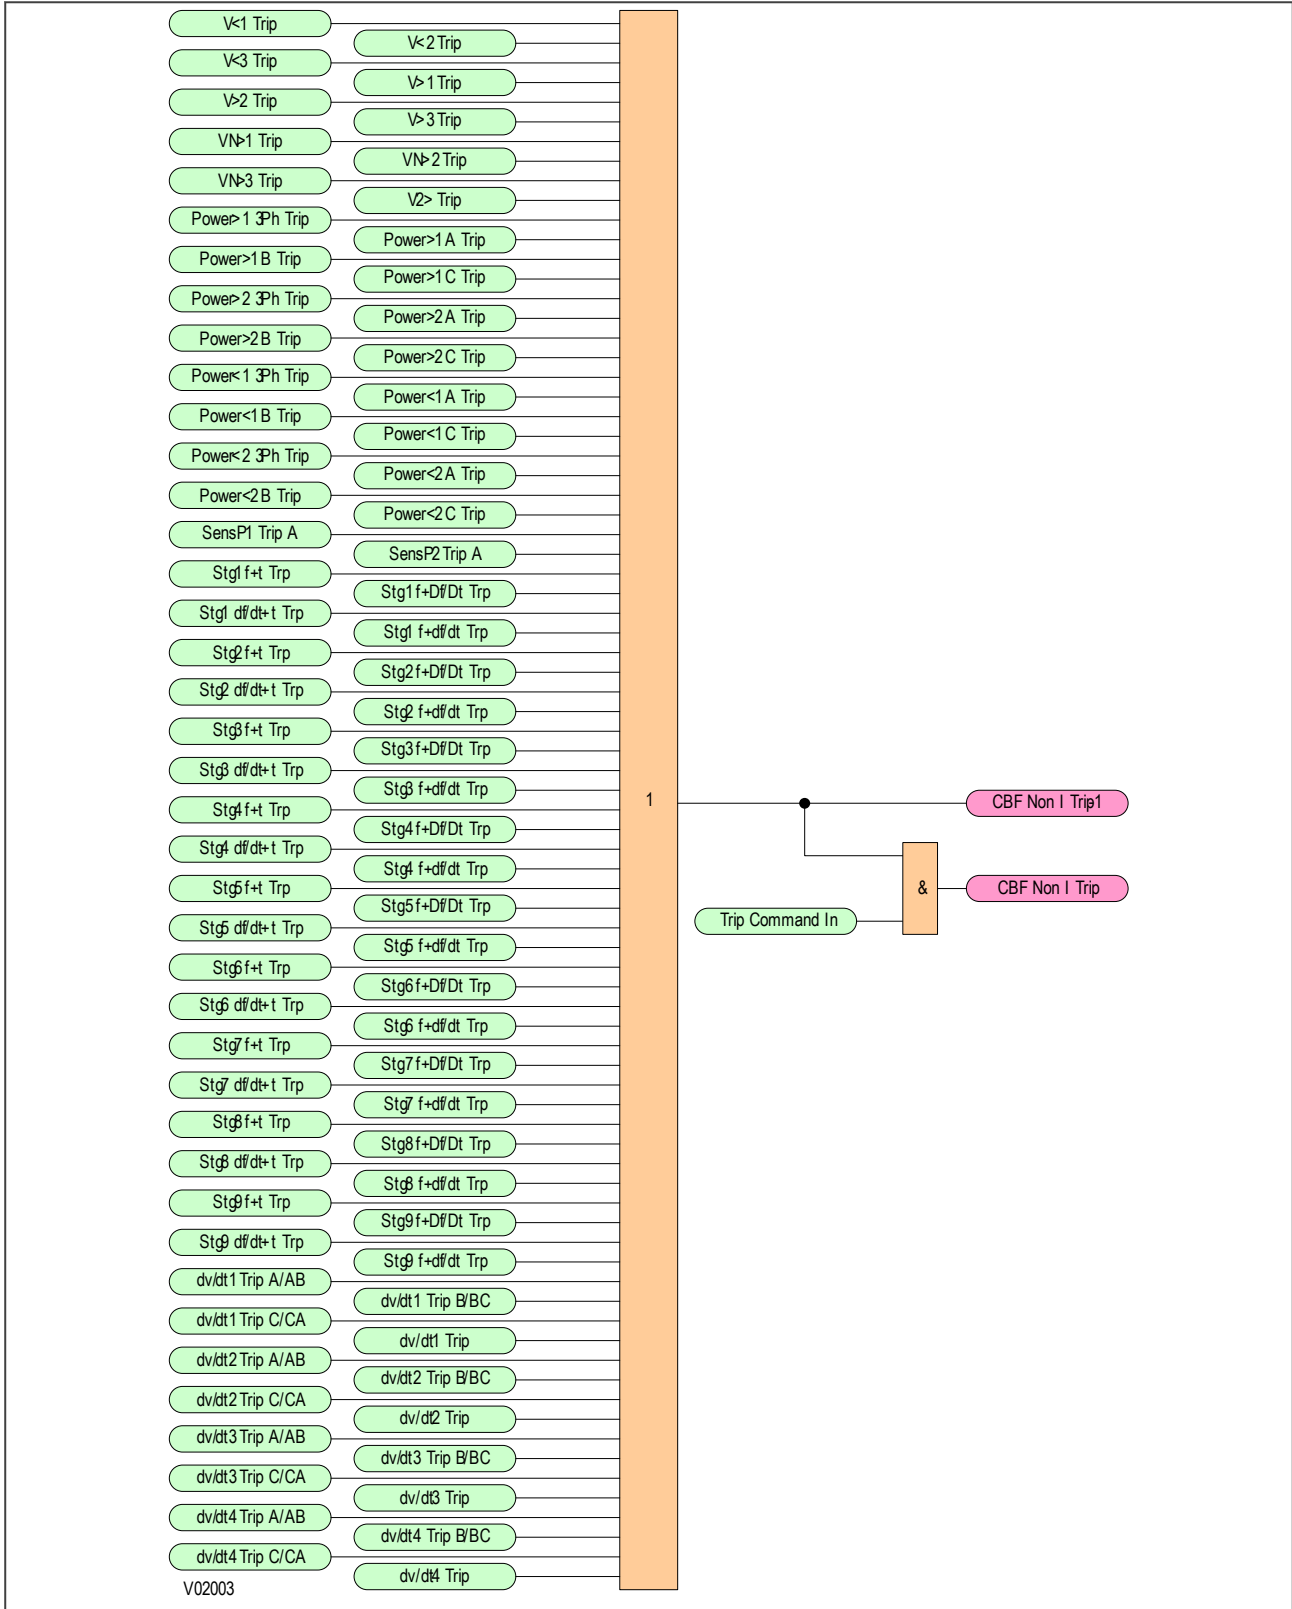 V<1 Trip
V<2 Trip
V<3 Trip
V>1 Trip
V>2 Trip
V>3 Trip
VN>1 Trip
VN>2 Trip
VN>3 Trip
V2> Trip
Power>1 3Ph Trip
Power>1 A Trip
Power>1 B Trip
Power>1 C Trip
Power>2 3Ph Trip
Power>2 A Trip
Power>2 B Trip
Power>2 C Trip
Power<1 3Ph Trip
Power<1 A Trip
Power<1 B Trip
Power<1 C Trip
Power<2 3Ph Trip
Power<2 A Trip
Power<2 B Trip
Power<2 C Trip
SensP1 Trip A
SensP2 Trip A
Stg1 f+t Trp
Stg1 f+Df/Dt Trp
Stg1 df/dt+t Trp
Stg1 f+df/dt Trp
Stg2 f+t Trp
Stg2 f+Df/Dt Trp
Stg2 df/dt+t Trp
Stg2 f+df/dt Trp
Stg3 f+t Trp
Stg3 f+Df/Dt Trp
Stg3 df/dt+t Trp
Stg3 f+df/dt Trp
1
CBF Non I Trip1
Stg4 f+t Trp
Stg4 f+Df/Dt Trp
Stg4 df/dt+t Trp
Stg4 f+df/dt Trp
Stg5 f+t Trp
&
CBF Non I Trip
Stg5 f+Df/Dt Trp
Trip Command In
Stg5 df/dt+t Trp
Stg5 f+df/dt Trp
Stg6 f+t Trp
Stg6 f+Df/Dt Trp
Stg6 df/dt+t Trp
Stg6 f+df/dt Trp
Stg7 f+t Trp
Stg7 f+Df/Dt Trp
Stg7 df/dt+t Trp
Stg7 f+df/dt Trp
Stg8 f+t Trp
Stg8 f+Df/Dt Trp
Stg8 df/dt+t Trp
Stg8 f+df/dt Trp
Stg9 f+t Trp
Stg9 f+Df/Dt Trp
Stg9 df/dt+t Trp
Stg9 f+df/dt Trp
dv/dt1 Trip A/AB
dv/dt1 Trip B/BC
dv/dt1 Trip C/CA
dv/dt1 Trip
dv/dt2 Trip A/AB
dv/dt2 Trip B/BC
dv/dt2 Trip C/CA
dv/dt2 Trip
dv/dt3 Trip A/AB
dv/dt3 Trip B/BC
dv/dt3 Trip C/CA
dv/dt3 Trip
dv/dt4 Trip A/AB
dv/dt4 Trip B/BC
dv/dt4 Trip C/CA
dv/dt4 Trip
V02003